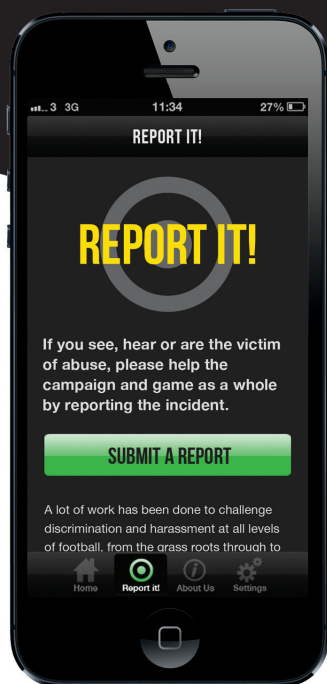 3 3G 11:34 27%
REPORT IT!
REPORT IT!
If you see, hear or are the victim
of abuse, please help the
campaign and game as a whole
by reporting the incident.
SUBMIT A REPORT
A lot of work has been done to challenge
discrimination and harassment at all levels
of football, from the grass roots through to
Home Report it! About Us Settings